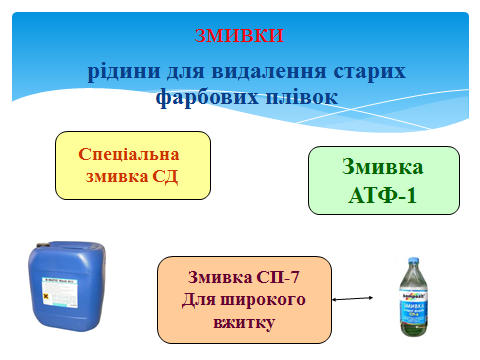 ЗМИВКИ
рідини для видалення старих
фарбових плівок
Спеціальна
змивка СД
Змивка
АТФ-1
Змивка СП-7
Для широкого
вжитку
ЗМИВКА